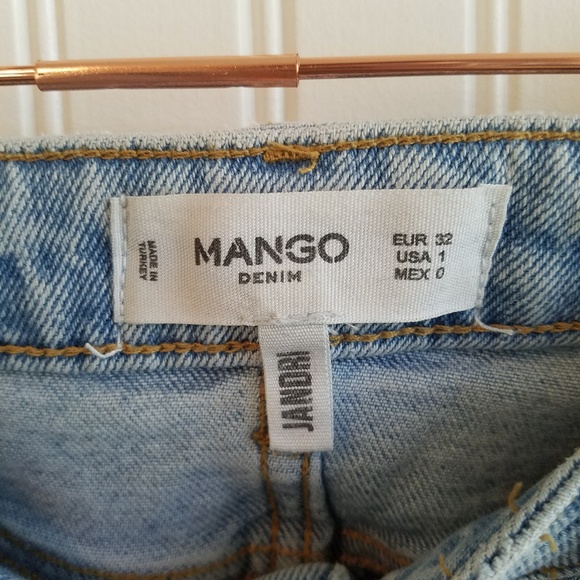 MADE IN
TURKEY
MANGO
DENIM
EUR 32
USA 1
MEX 0
JANDRI